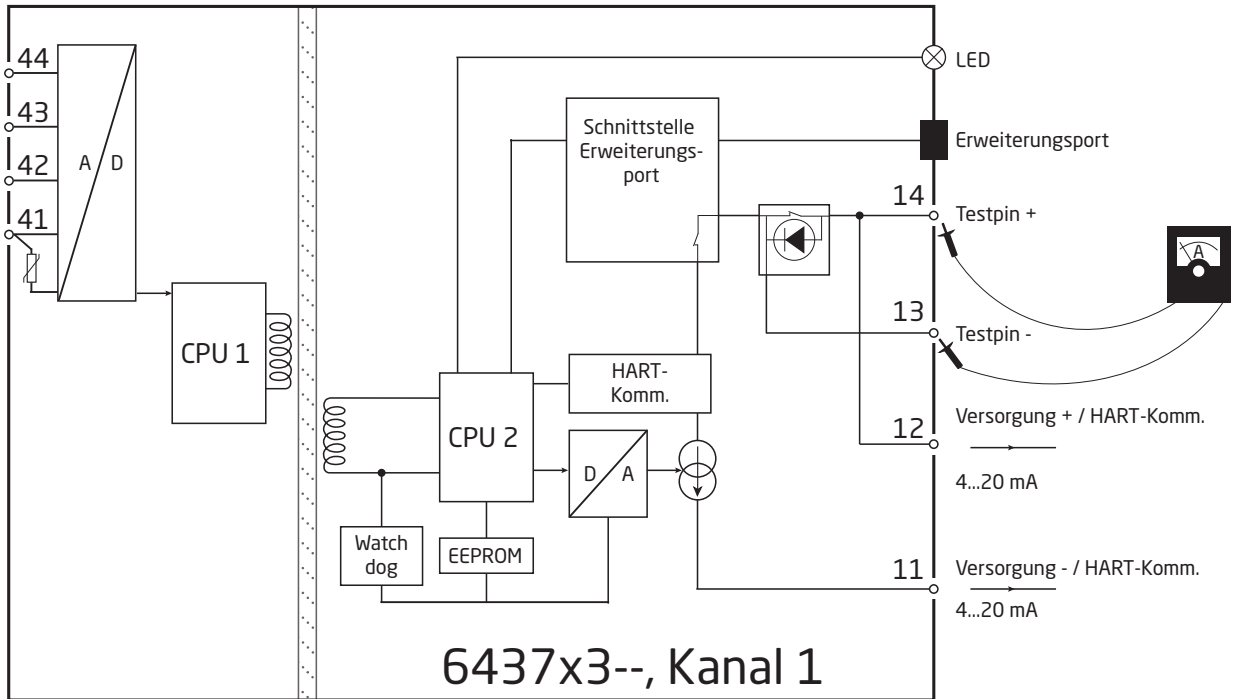 44
43
42
41
A D
CPU 1
LED
Schnittstelle
Erweiterungs-
port
Erweiterungsport
14
Testpin +
A
13
Testpin -
HART-
Komm.
CPU 2
D A
12
Versorgung + / HART-Komm.
4...20 mA
Watch
dog
EEPROM
11
Versorgung - / HART-Komm.
4...20 mA
6437x3--, Kanal 1